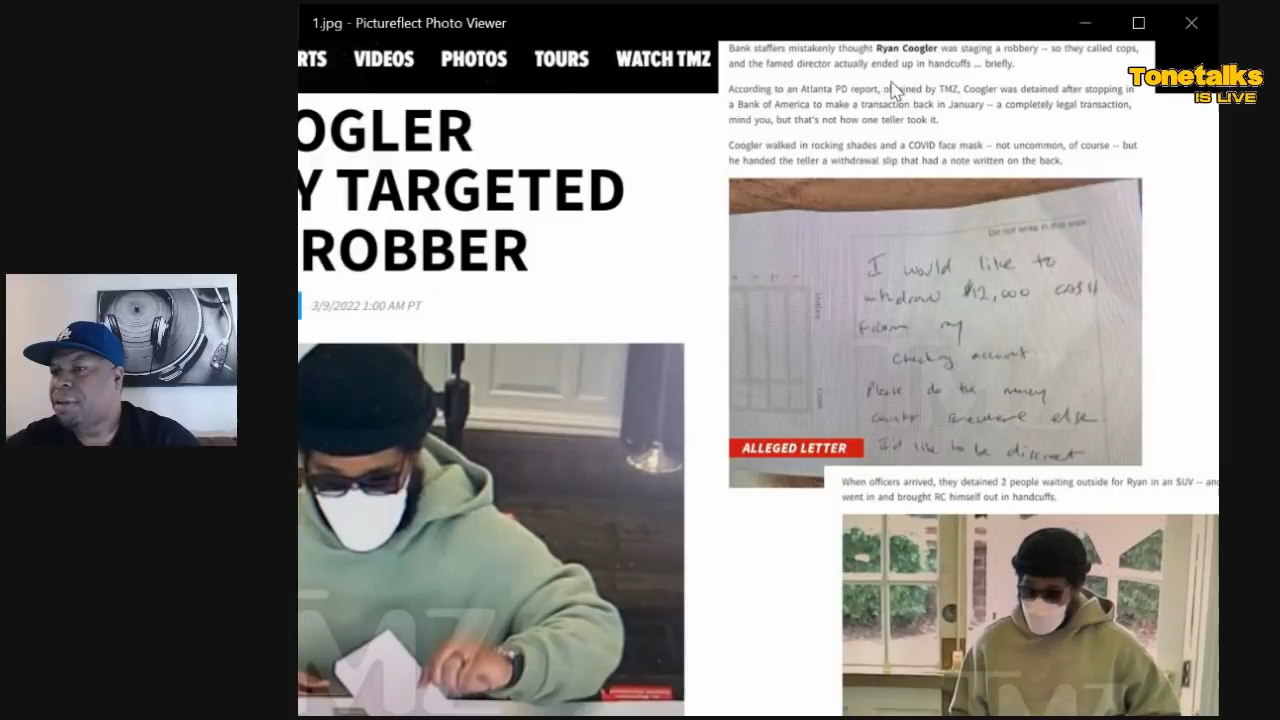 1.jpg - Pictureflect Photo Viewer
RTS VIDEOS PHOTOS TOURS WATCH TMZ
OGLER
Y TARGETED
ROBBER
3/9/2022 1:00 AM PT
TMZ
Bank staffers mistakenly thought Ryan Coogler was staging a robbery -- so they called cops,
and the famed director actually ended up in handcuffs ... briefly.
According to an Atlanta PD report, obtained by TMZ, Coogler was detained after stopping in
a Bank of America to make a transaction back in January -- a completely legal transaction,
mind you, but that's not how one teller took it.
Coogler walked in rocking shades and a COVID face mask -- not uncommon, of course -- but
he handed the teller a withdrawal slip that had a note written on the back.
Do not write in this area
I would like to
withdraw $12,000 CASH
From my
checking account.
Please do the money
count else.
I'd like to be discreet
ALLEGED LETTER
When officers arrived, they detained 2 people waiting outside for Ryan in an SUV -- and
went in and brought RC himself out in handcuffs.
TMZ
Tonetalks
IS LIVE